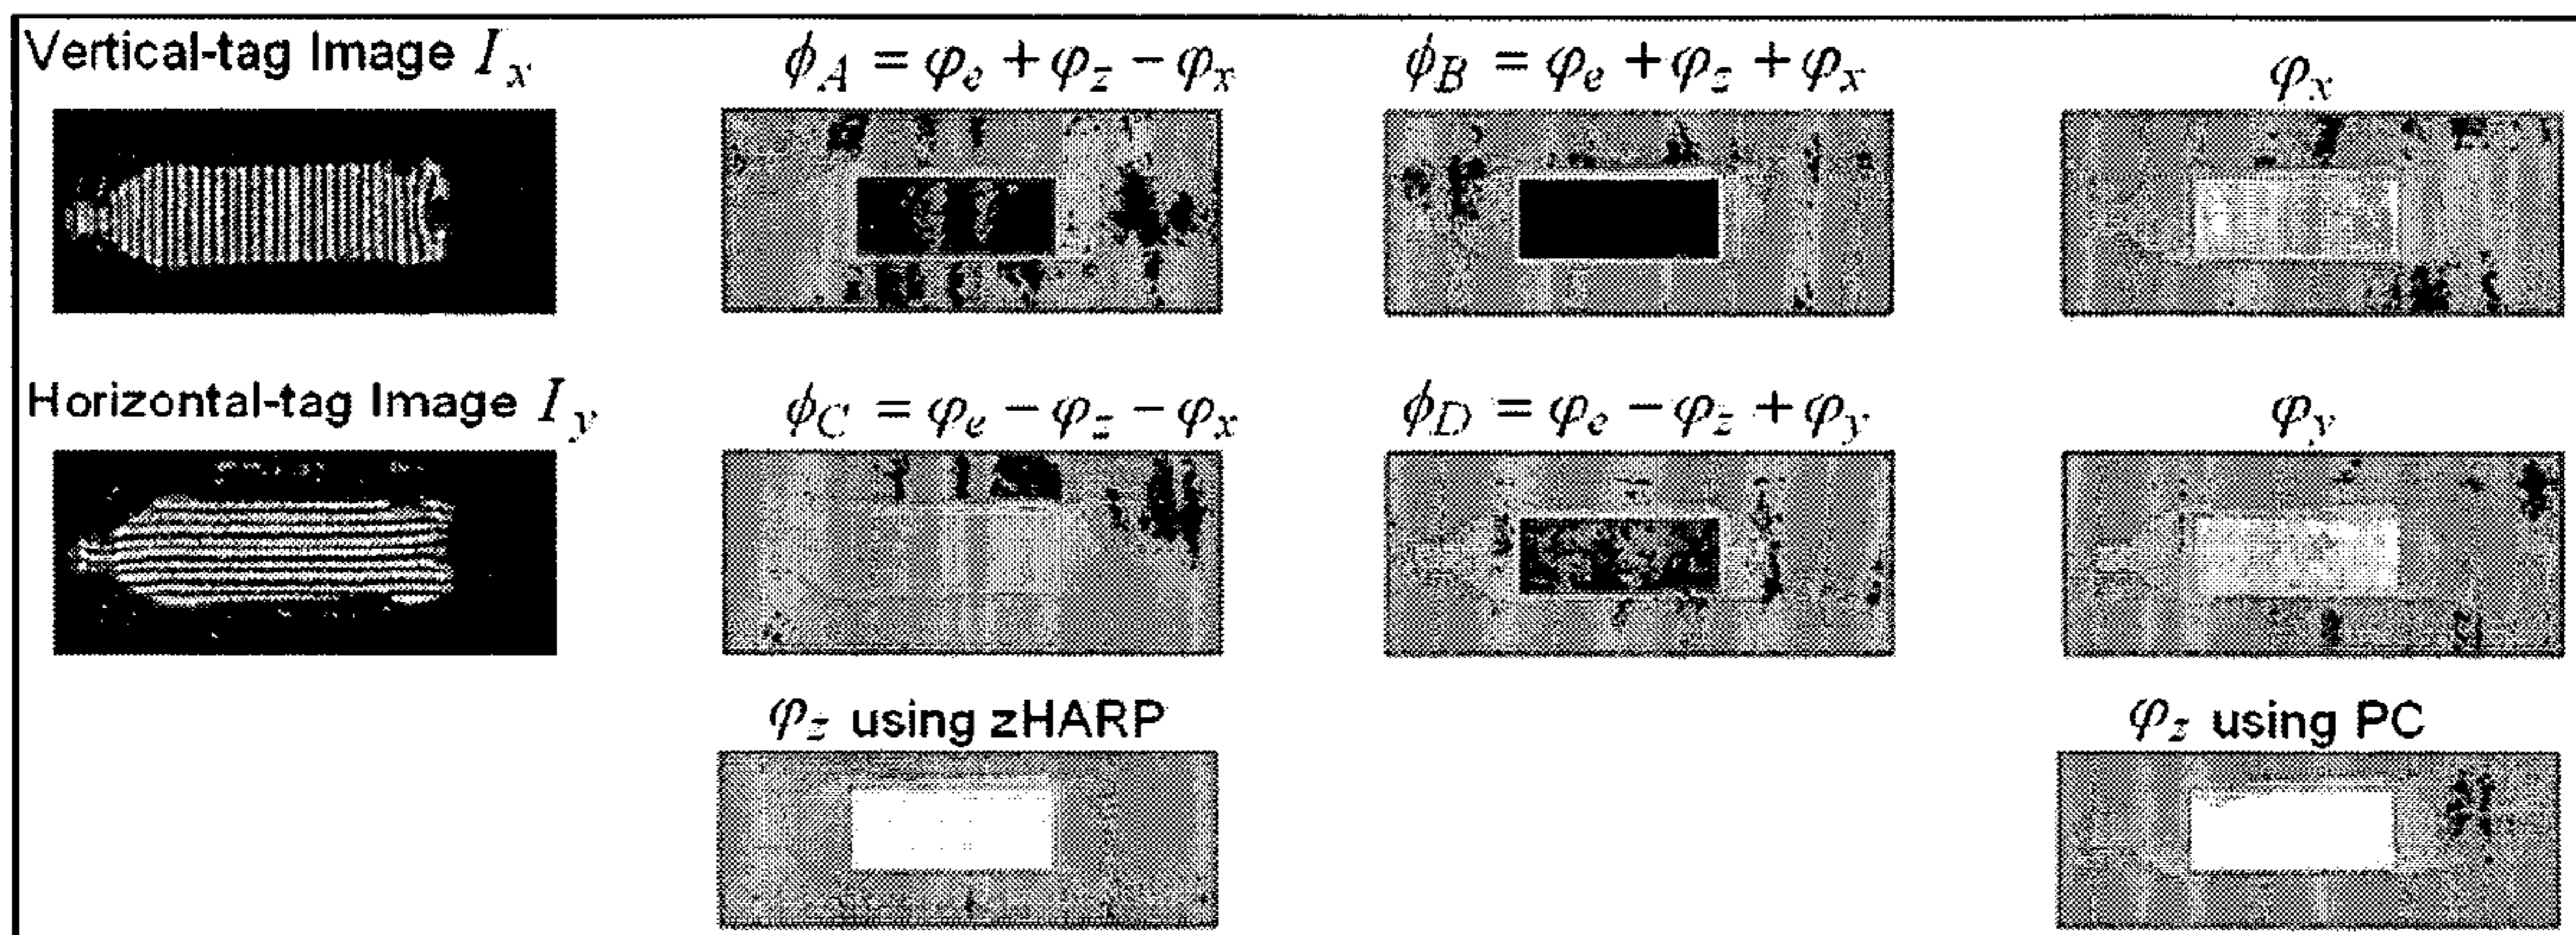 Vertical-tag Image I_x
ϕ_A = φ_e + φ_z − φ_x
ϕ_B = φ_e + φ_z + φ_x
φ_x
Horizontal-tag Image I_y
ϕ_C = φ_e − φ_z − φ_x
ϕ_D = φ_e − φ_z + φ_y
φ_y
φ_z using zHARP
φ_z using PC